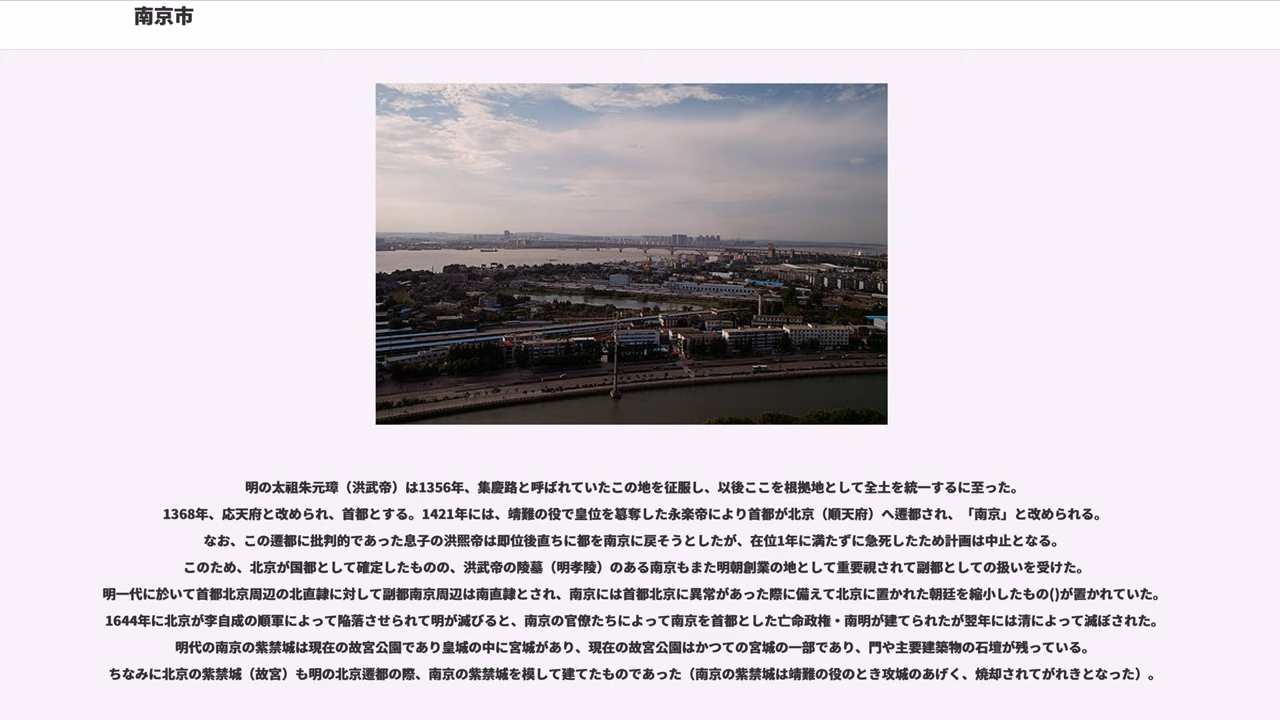 南京市
明の太祖朱元璋（洪武帝）は1356年、集慶路と呼ばれていたこの地を征服し、以後ここを根拠地として全土を統一するに至った。
1368年、応天府と改められ、首都とする。1421年には、靖難の役で皇位を簒奪した永楽帝により首都が北京（順天府）へ遷都され、「南京」と改められる。
なお、この遷都に批判的であった息子の洪熙帝は即位後直ちに都を南京に戻そうとしたが、在位1年に満たずに急死したため計画は中止となる。
このため、北京が国都として確定したものの、洪武帝の陵墓（明孝陵）のある南京もまた明朝創業の地として重要視されて副都としての扱いを受けた。
明一代に於いて首都北京周辺の北直隷に対して副都南京周辺は南直隷とされ、南京には首都北京に異常があった際に備えて北京に置かれた朝廷を縮小したもの()が置かれていた。
1644年に北京が李自成の順軍によって陥落させられて明が滅びると、南京の官僚たちによって南京を首都とした亡命政権・南明が建てられたが翌年には清によって滅ぼされた。
明代の南京の紫禁城は現在の故宮公園であり皇城の中に宮城があり、現在の故宮公園はかつての宮城の一部であり、門や主要建築物の石壇が残っている。
ちなみに北京の紫禁城（故宮）も明の北京遷都の際、南京の紫禁城を模して建てたものであった（南京の紫禁城は靖難の役のとき攻城のあげく、焼却されてがれきとなった）。